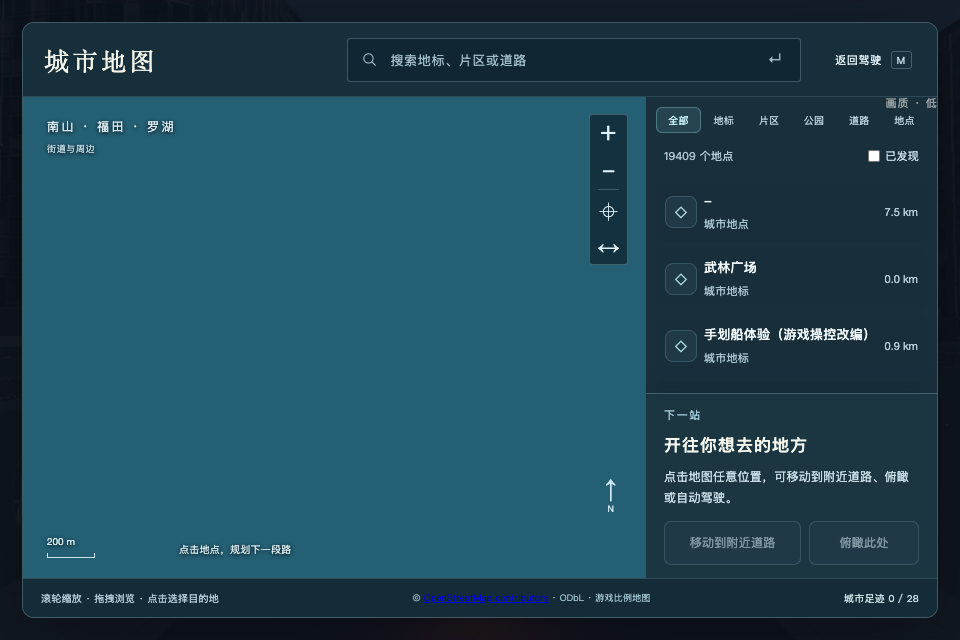 城市地图
搜索地标、片区或道路
返回驾驶 M
画质 · 低
南山 · 福田 · 罗湖
街道与周边
全部 地标 片区 公园 道路 地点
19409 个地点
已发现
–
城市地点
7.5 km
武林广场
城市地标
0.0 km
手划船体验（游戏操控改编）
城市地标
0.9 km
N
200 m
点击地点，规划下一段路
下一站
开往你想去的地方
点击地图任意位置，可移动到附近道路、俯瞰
或自动驾驶。
移动到附近道路 俯瞰此处
滚轮缩放 · 拖拽浏览 · 点击选择目的地
© OpenStreetMap contributors · ODbL · 游戏比例地图
城市足迹 0 / 28